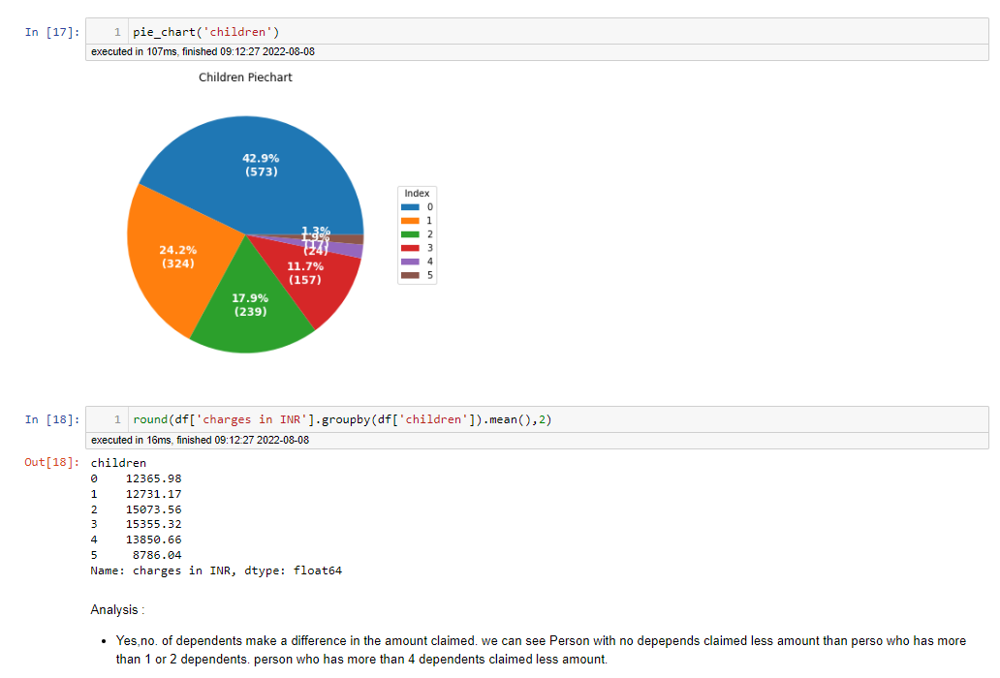 In [17]: 1 pie_chart('children')
executed in 107ms, finished 09:12:27 2022-08-08
Children Piechart
42.9%
(573)
Index
0
1
2
3
4
5
1.3%
1.9%
(17)
(24)
24.2%
(324)
11.7%
(157)
17.9%
(239)
In [18]: 1 round(df['charges in INR'].groupby(df['children']).mean(),2)
executed in 16ms, finished 09:12:27 2022-08-08
Out[18]: children
0 12365.98
1 12731.17
2 15073.56
3 15355.32
4 13850.66
5 8786.04
Name: charges in INR, dtype: float64
Analysis :
• Yes,no. of dependents make a difference in the amount claimed. we can see Person with no depepends claimed less amount than perso who has more
than 1 or 2 dependents. person who has more than 4 dependents claimed less amount.